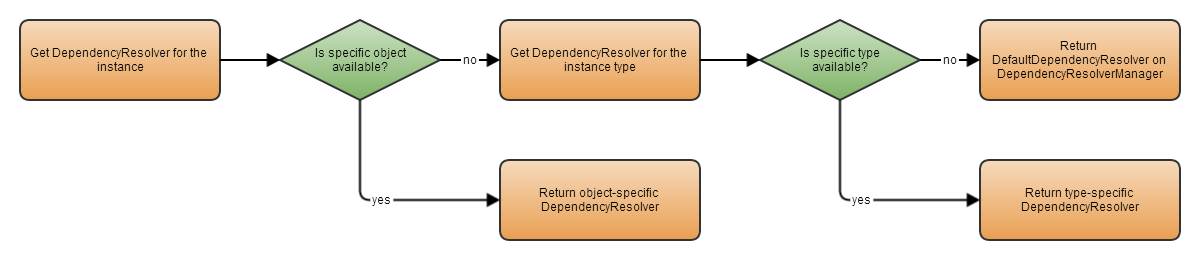 Get DependencyResolver for the
instance
Is specific object
available?
no
Get DependencyResolver for the
instance type
Is specific type
available?
no
Return
DefaultDependencyResolver on
DependencyResolverManager
yes
Return object-specific
DependencyResolver
yes
Return type-specific
DependencyResolver